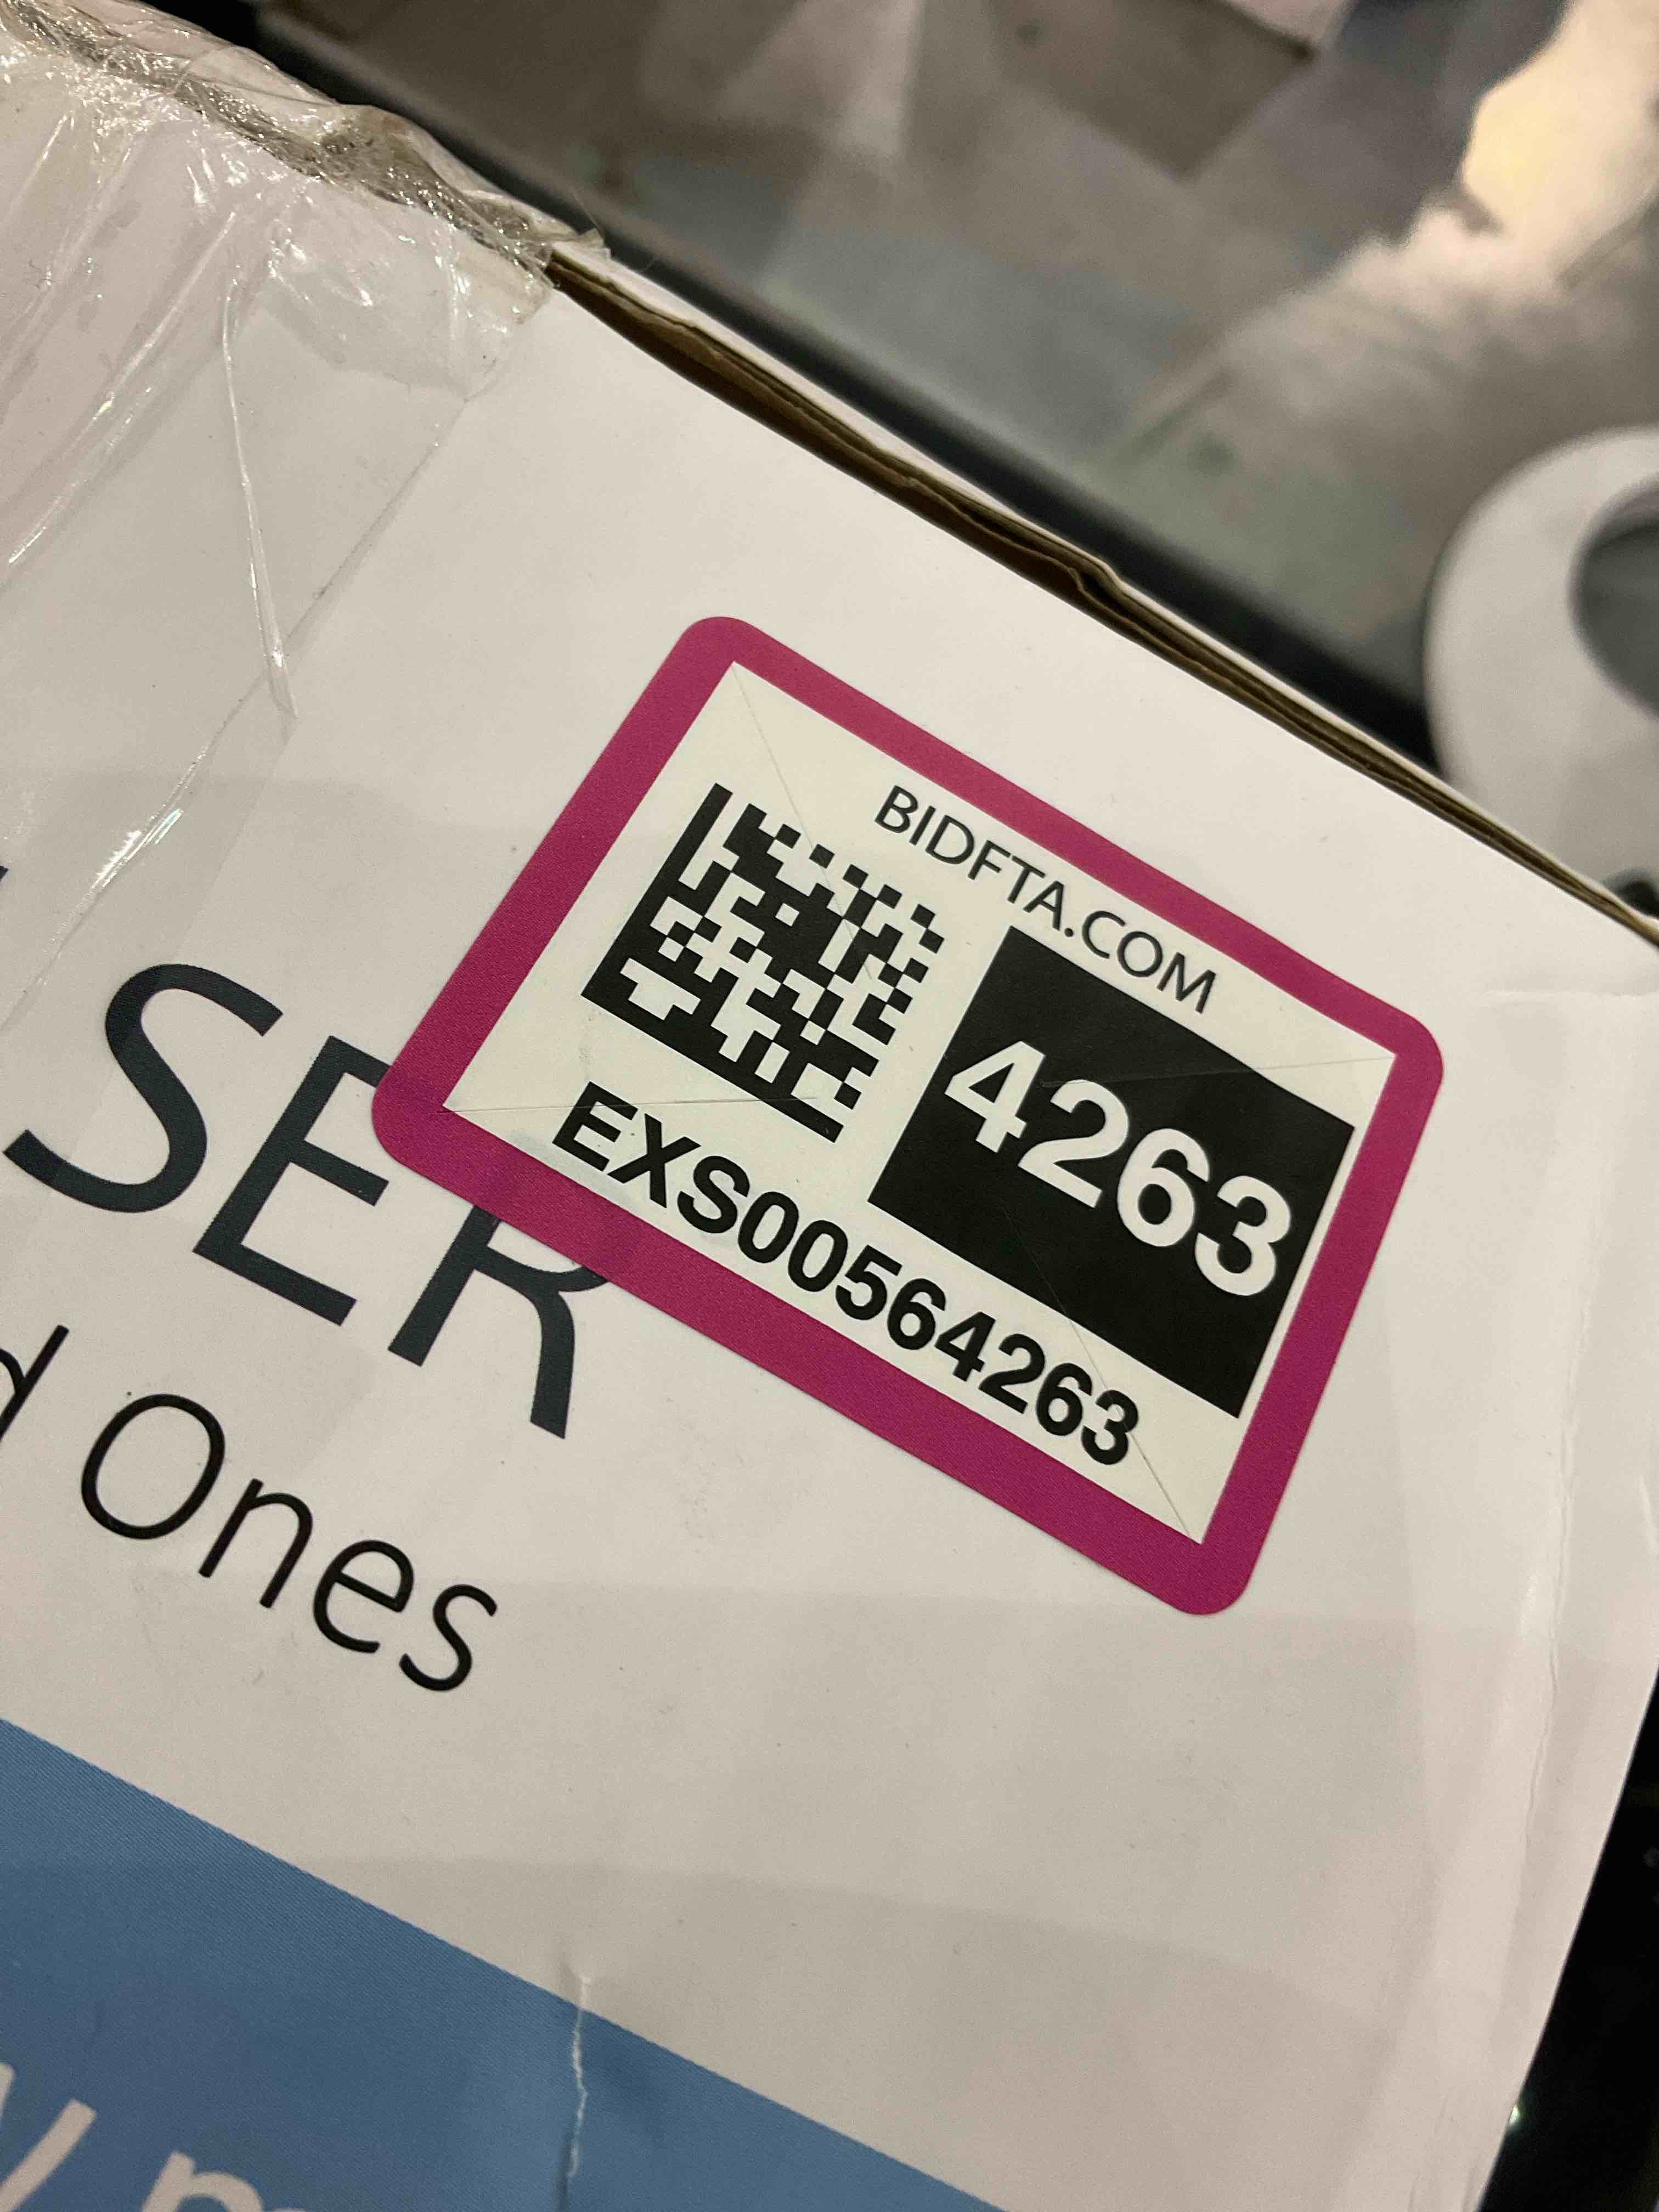 BIDFTA.COM
4263
EXS00564263
SER
Ones